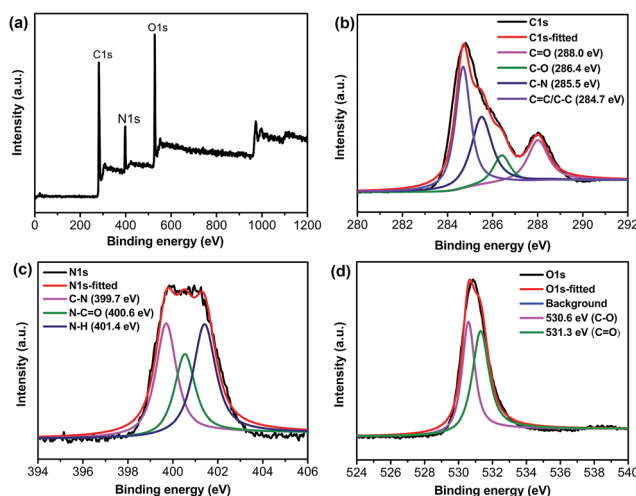 (a)
C1s
N1s
O1s
Intensity (a.u.)
0 200 400 600 800 1000 1200
Binding energy (eV)
(b)
C1s
C1s-fitted
C=O (288.0 eV)
C-O (286.4 eV)
C-N (285.5 eV)
C=C/C-C (284.7 eV)
Intensity (a.u.)
280 282 284 286 288 290 292
Binding energy (eV)
(c)
N1s
N1s-fitted
C-N (399.7 eV)
N-C=O (400.6 eV)
N-H (401.4 eV)
Intensity (a.u.)
394 396 398 400 402 404 406
Binding energy (eV)
(d)
O1s
O1s-fitted
Background
530.6 eV (C-O)
531.3 eV (C=O)
Intensity (a.u.)
524 526 528 530 532 534 536 538 540
Binding energy (eV)